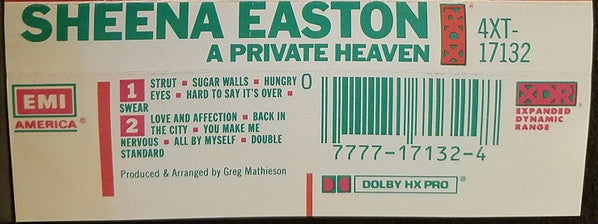 SHEENA EASTON
A PRIVATE HEAVEN
XDR
4XT-
17132
EMI
AMERICA®
1 STRUT ▪ SUGAR WALLS ▪ HUNGRY
EYES ▪ HARD TO SAY IT'S OVER ▪
SWEAR
2 LOVE AND AFFECTION ▪ BACK IN
THE CITY ▪ YOU MAKE ME
NERVOUS ▪ ALL BY MYSELF ▪ DOUBLE
STANDARD
Produced & Arranged by Greg Mathieson
0
7777-17132-4
XDR
EXPANDED
DYNAMIC
RANGE
DOLBY HX PRO®